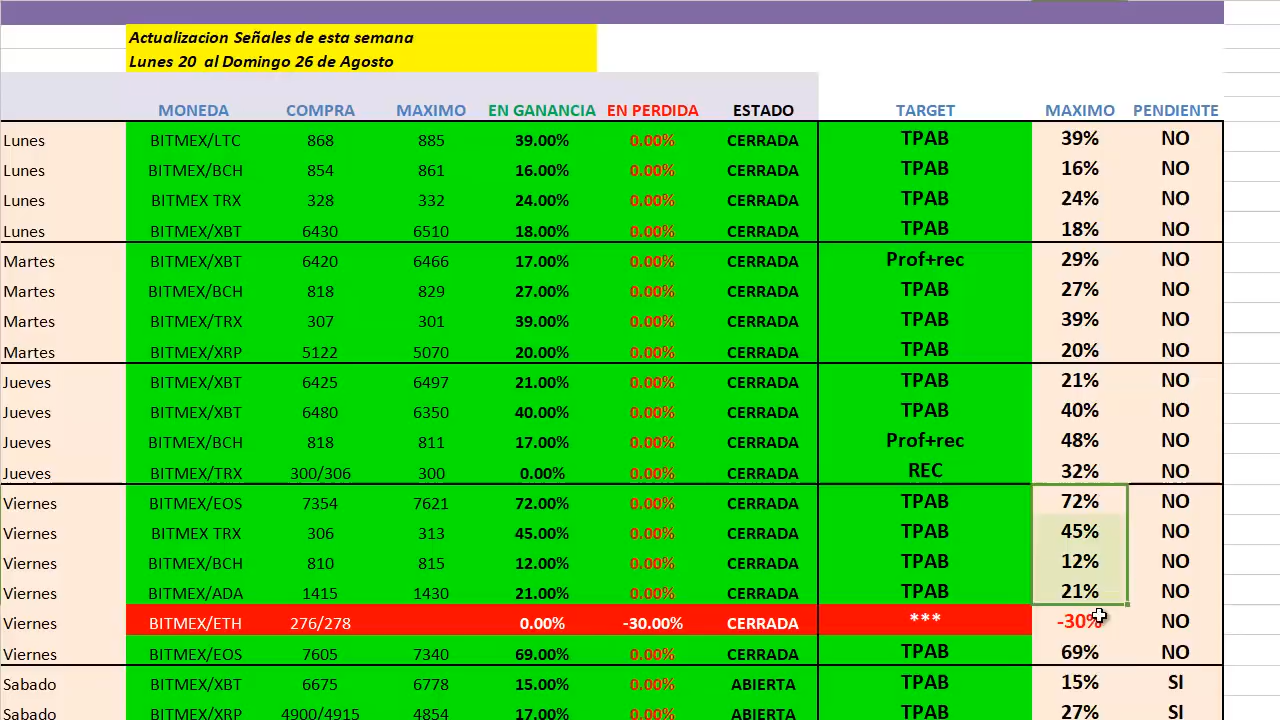 Actualizacion Señales de esta semana
Lunes 20 al Domingo 26 de Agosto
MONEDA COMPRA MAXIMO EN GANANCIA EN PERDIDA ESTADO TARGET MAXIMO PENDIENTE
Lunes BITMEX/LTC 868 885 39.00% 0.00% CERRADA TPAB 39% NO
Lunes BITMEX/BCH 854 861 16.00% 0.00% CERRADA TPAB 16% NO
Lunes BITMEX TRX 328 332 24.00% 0.00% CERRADA TPAB 24% NO
Lunes BITMEX/XBT 6430 6510 18.00% 0.00% CERRADA TPAB 18% NO
Martes BITMEX/XBT 6420 6466 17.00% 0.00% CERRADA Prof+rec 29% NO
Martes BITMEX/BCH 818 829 27.00% 0.00% CERRADA TPAB 27% NO
Martes BITMEX/TRX 307 301 39.00% 0.00% CERRADA TPAB 39% NO
Martes BITMEX/XRP 5122 5070 20.00% 0.00% CERRADA TPAB 20% NO
Jueves BITMEX/XBT 6425 6497 21.00% 0.00% CERRADA TPAB 21% NO
Jueves BITMEX/XBT 6480 6350 40.00% 0.00% CERRADA TPAB 40% NO
Jueves BITMEX/BCH 818 811 17.00% 0.00% CERRADA Prof+rec 48% NO
Jueves BITMEX/TRX 300/306 300 0.00% 0.00% CERRADA REC 32% NO
Viernes BITMEX/EOS 7354 7621 72.00% 0.00% CERRADA TPAB 72% NO
Viernes BITMEX TRX 306 313 45.00% 0.00% CERRADA TPAB 45% NO
Viernes BITMEX/BCH 810 815 12.00% 0.00% CERRADA TPAB 12% NO
Viernes BITMEX/ADA 1415 1430 21.00% 0.00% CERRADA TPAB 21% NO
Viernes BITMEX/ETH 276/278 0.00% -30.00% CERRADA *** -30% NO
Viernes BITMEX/EOS 7605 7340 69.00% 0.00% CERRADA TPAB 69% NO
Sabado BITMEX/XBT 6675 6778 15.00% 0.00% ABIERTA TPAB 15% SI
Sabado BITMEX/XRP 4900/4915 4854 17.00% 0.00% ABIERTA TPAB 27% SI